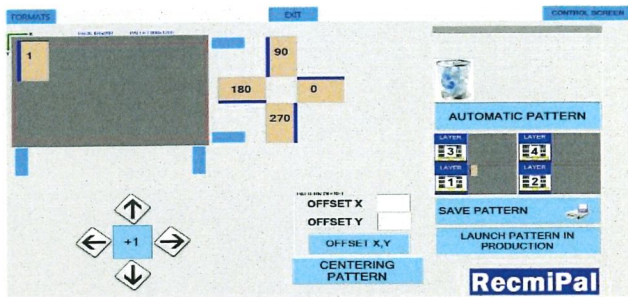 FORMATS
EXIT
CONTROL SCREEN
1
90
180
0
270
AUTOMATIC PATTERN
LAYER
3
LAYER
4
LAYER
1
LAYER
2
OFFSET X
OFFSET Y
+1
OFFSET X,Y
CENTERING
PATTERN
SAVE PATTERN
LAUNCH PATTERN IN
PRODUCTION
RecmiPal